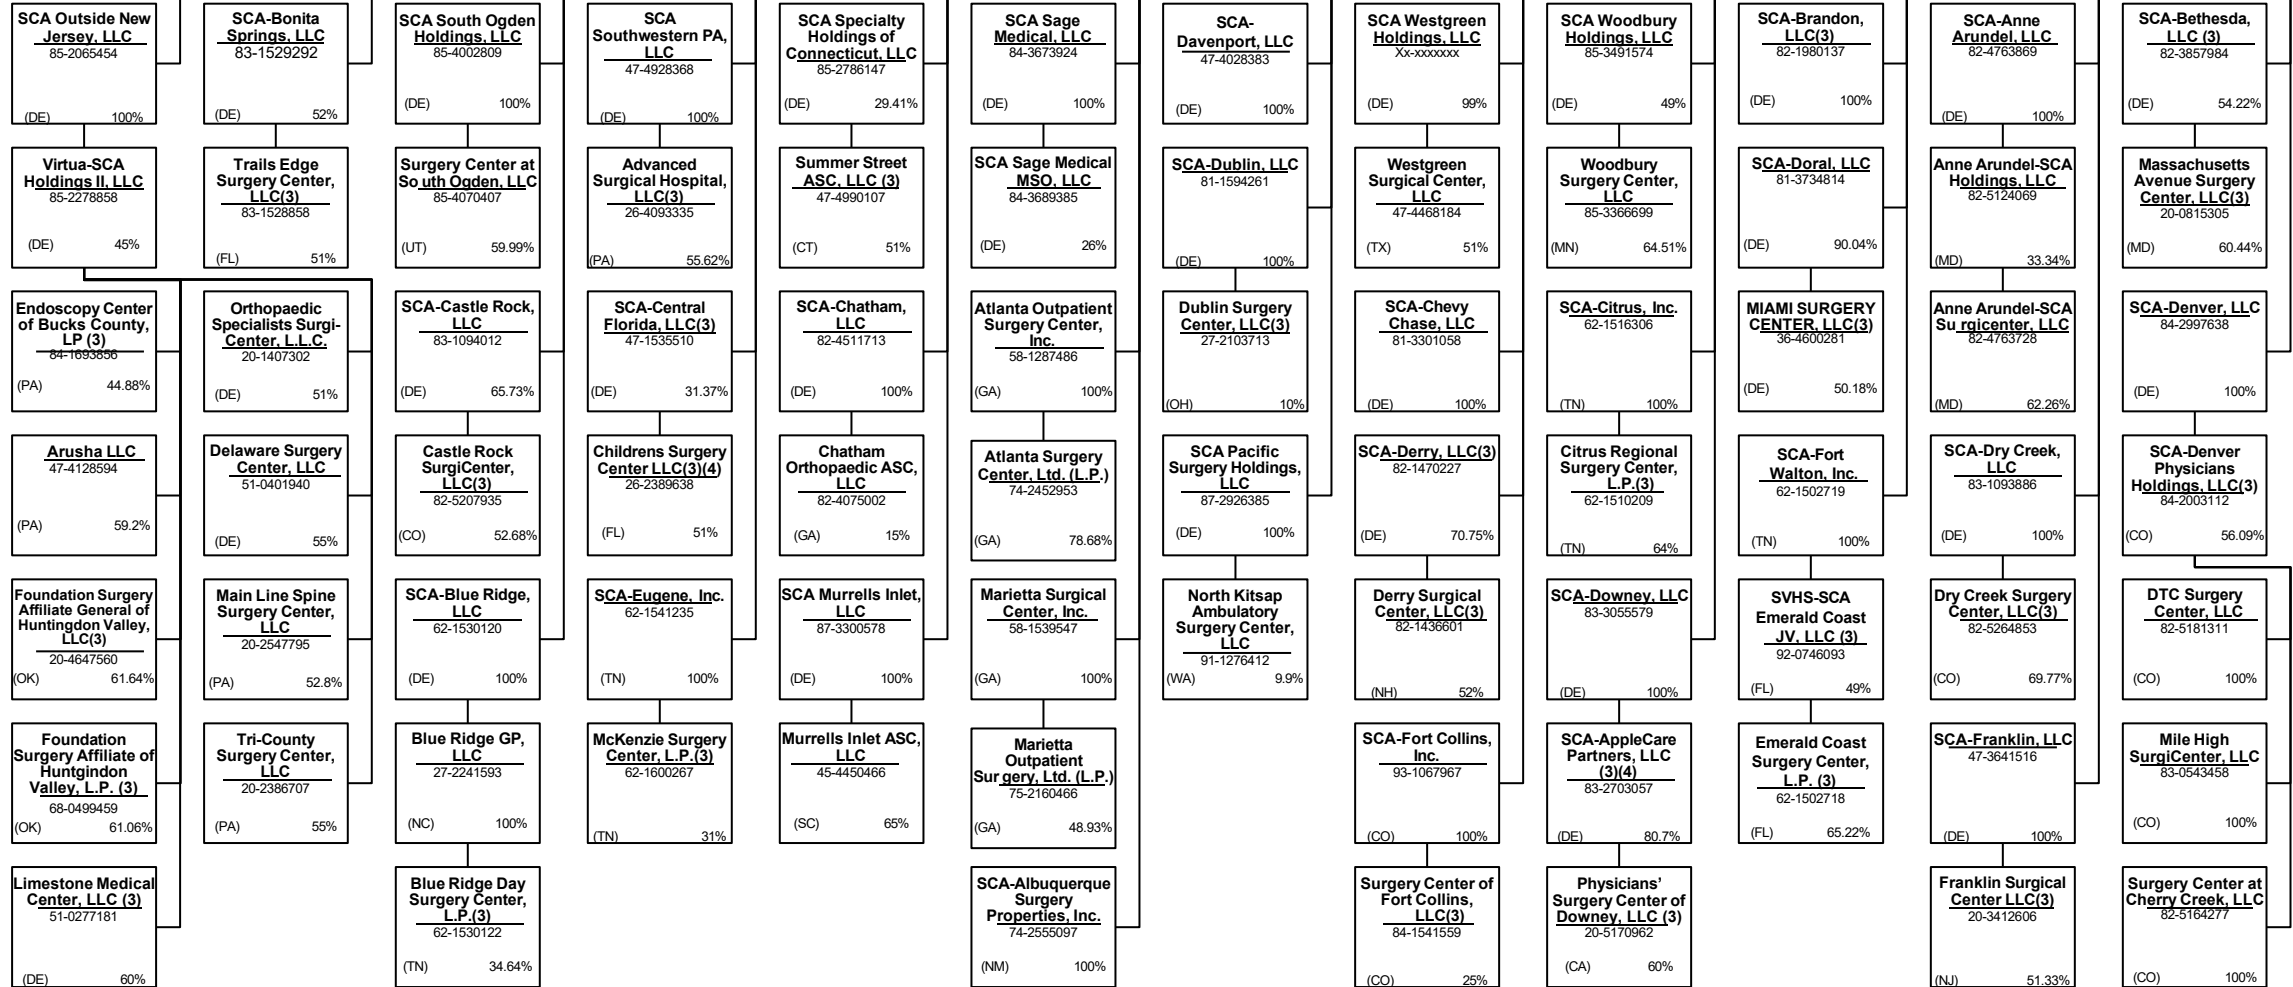 SCA Outside New
Jersey, LLC
85-2065454
(DE) 100%
Virtua-SCA
Holdings II, LLC
85-2278858
(DE) 45%
Endoscopy Center
of Bucks County,
LP (3)
84-1693856
(PA) 44.88%
Arusha LLC
47-4128594
(PA) 59.2%
Foundation Surgery
Affiliate General of
Huntingdon Valley,
LLC(3)
20-4647560
(OK) 61.64%
Foundation
Surgery Affiliate of
Huntgindon
Valley, L.P. (3)
68-0499459
(OK) 61.06%
Limestone Medical
Center, LLC (3)
51-0277181
(DE) 60%
SCA-Bonita
Springs, LLC
83-1529292
(DE) 52%
Trails Edge
Surgery Center,
LLC(3)
83-1528858
(FL) 51%
Orthopaedic
Specialists Surgi-
Center, L.L.C.
20-1407302
(DE) 51%
Delaware Surgery
Center, LLC
51-0401940
(DE) 55%
Main Line Spine
Surgery Center,
LLC
20-2547795
(PA) 52.8%
Tri-County
Surgery Center,
LLC
20-2386707
(PA) 55%
SCA South Ogden
Holdings, LLC
85-4002809
(DE) 100%
Surgery Center at
South Ogden, LLC
85-4070407
(UT) 59.99%
SCA-Castle Rock,
LLC
83-1094012
(DE) 65.73%
Castle Rock
SurgiCenter,
LLC(3)
82-5207935
(CO) 52.68%
SCA-Blue Ridge,
LLC
62-1530120
(DE) 100%
Blue Ridge GP,
LLC
27-2241593
(NC) 100%
Blue Ridge Day
Surgery Center,
L.P.(3)
62-1530122
(TN) 34.64%
SCA
Southwestern PA,
LLC
47-4928368
(DE) 100%
Advanced
Surgical Hospital,
LLC(3)
26-4093335
(PA) 55.62%
SCA-Central
Florida, LLC(3)
47-1535510
(DE) 31.37%
Childrens Surgery
Center LLC(3)(4)
26-2389638
(FL) 51%
SCA-Eugene, Inc.
62-1541235
(TN) 100%
McKenzie Surgery
Center, L.P.(3)
62-1600267
(TN) 31%
SCA Specialty
Holdings of
Connecticut, LLC
85-2786147
(DE) 29.41%
Summer Street
ASC, LLC (3)
47-4990107
(CT) 51%
SCA-Chatham,
LLC
82-4511713
(DE) 100%
Chatham
Orthopaedic ASC,
LLC
82-4075002
(GA) 15%
SCA Murrells Inlet,
LLC
87-3300578
(DE) 100%
Murrells Inlet ASC,
LLC
45-4450466
(SC) 65%
SCA Sage
Medical, LLC
84-3673924
(DE) 100%
SCA Sage Medical
MSO, LLC
84-3689385
(DE) 26%
Atlanta Outpatient
Surgery Center,
Inc.
58-1287486
(GA) 100%
Atlanta Surgery
Center, Ltd. (L.P.)
74-2452953
(GA) 78.68%
Marietta Surgical
Center, Inc.
58-1539547
(GA) 100%
Marietta
Outpatient
Surgery, Ltd. (L.P.)
75-2160466
(GA) 48.93%
SCA-Albuquerque
Surgery
Properties, Inc.
74-2555097
(NM) 100%
SCA-
Davenport, LLC
47-4028383
(DE) 100%
SCA-Dublin, LLC
81-1594261
(DE) 100%
Dublin Surgery
Center, LLC(3)
27-2103713
(OH) 10%
SCA Pacific
Surgery Holdings,
LLC
87-2926385
(DE) 100%
North Kitsap
Ambulatory
Surgery Center,
LLC
91-1276412
(WA) 9.9%
SCA Westgreen
Holdings, LLC
Xx-xxxxxxx
(DE) 99%
Westgreen
Surgical Center,
LLC
47-4468184
(TX) 51%
SCA-Chevy
Chase, LLC
81-3301058
(DE) 100%
SCA-Derry, LLC(3)
82-1470227
(DE) 70.75%
Derry Surgical
Center, LLC(3)
82-1436601
(NH) 52%
SCA-Fort Collins,
Inc.
93-1067967
(CO) 100%
Surgery Center of
Fort Collins,
LLC(3)
84-1541559
(CO) 25%
SCA Woodbury
Holdings, LLC
85-3491574
(DE) 49%
Woodbury
Surgery Center,
LLC
85-3366699
(MN) 64.51%
SCA-Citrus, Inc.
62-1516306
(TN) 100%
Citrus Regional
Surgery Center,
L.P.(3)
62-1510209
(TN) 64%
SCA-Downey, LLC
83-3055579
(DE) 100%
SCA-AppleCare
Partners, LLC
(3)(4)
83-2703057
(DE) 80.7%
Physicians’
Surgery Center of
Downey, LLC (3)
20-5170962
(CA) 60%
SCA-Brandon,
LLC(3)
82-1980137
(DE) 100%
SCA-Doral, LLC
81-3734814
(DE) 90.04%
MIAMI SURGERY
CENTER, LLC(3)
36-4600281
(DE) 50.18%
SCA-Fort
Walton, Inc.
62-1502719
(TN) 100%
SVHS-SCA
Emerald Coast
JV, LLC (3)
92-0746093
(FL) 49%
Emerald Coast
Surgery Center,
L.P. (3)
62-1502718
(FL) 65.22%
SCA-Anne
Arundel, LLC
82-4763869
(DE) 100%
Anne Arundel-SCA
Holdings, LLC
82-5124069
(MD) 33.34%
Anne Arundel-SCA
Surgicenter, LLC
82-4763728
(MD) 62.26%
SCA-Dry Creek,
LLC
83-1093886
(DE) 100%
Dry Creek Surgery
Center, LLC(3)
82-5264853
(CO) 69.77%
SCA-Franklin, LLC
47-3641516
(DE) 100%
Franklin Surgical
Center LLC(3)
20-3412606
(NJ) 51.33%
SCA-Bethesda,
LLC (3)
82-3857984
(DE) 54.22%
Massachusetts
Avenue Surgery
Center, LLC(3)
20-0815305
(MD) 60.44%
SCA-Denver, LLC
84-2997638
(DE) 100%
SCA-Denver
Physicians
Holdings, LLC(3)
84-2003112
(CO) 56.09%
DTC Surgery
Center, LLC
82-5181311
(CO) 100%
Mile High
SurgiCenter, LLC
83-0543458
(CO) 100%
Surgery Center at
Cherry Creek, LLC
82-5164277
(CO) 100%